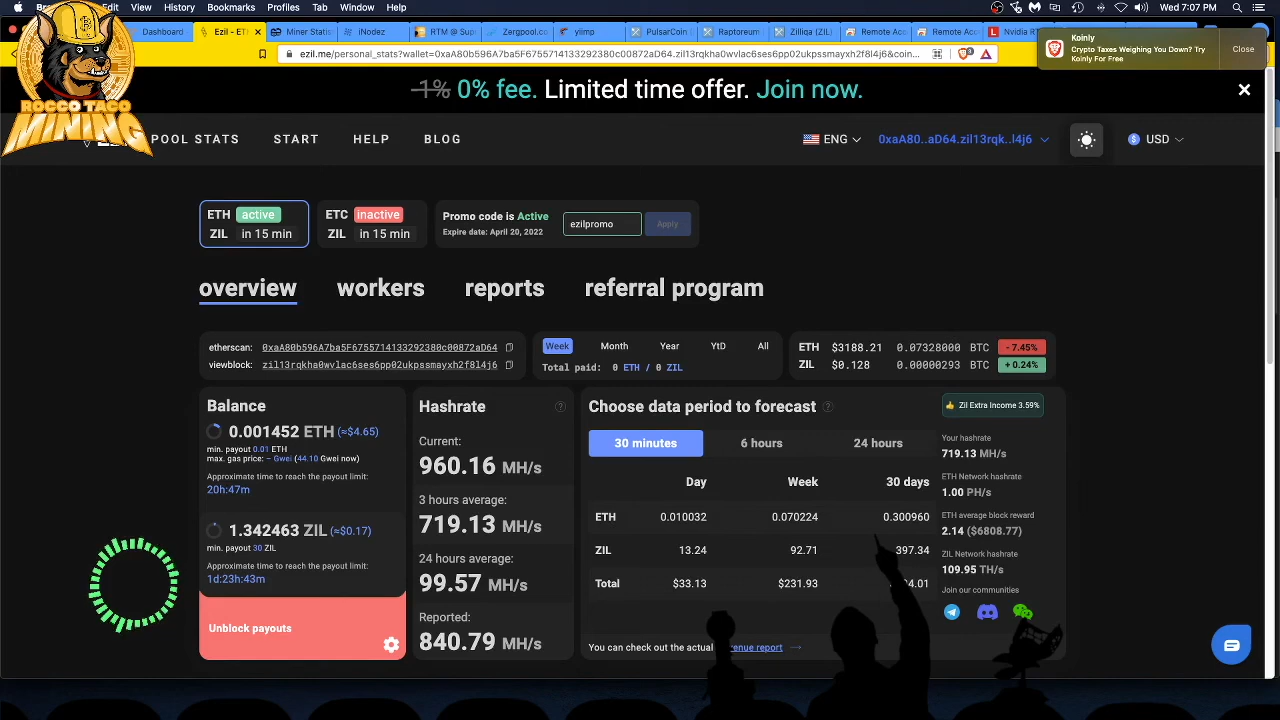 View History Bookmarks Profiles Tab Window Help Wed 7:07 PM
Dashboard Ezil - ETH Miner Stati iNodez RTM @ Sup Zergpool.c yiimp PulsarCoin Raptoreum Zilliqa (ZIL) Remote Ac Remote Acc Nvidia RT
ezil.me/personal_stats?wallet=0xaA80b596A7ba5F6755714133292380c00872aD64.zil13rqkha0wvlac6ses6pp02ukpssmayxh2f8l4j6&coin...
Koinly
Crypto Taxes Weighing You Down? Try
Koinly For Free
Close
ROCCO TACO
MINING
-1% 0% fee. Limited time offer. Join now.
POOL STATS START HELP BLOG ENG 0xaA80..aD64.zil13rqk..l4j6 USD
ETH active
ZIL in 15 min
ETC inactive
ZIL in 15 min
Promo code is Active
Expire date: April 20, 2022
ezilpromo Apply
overview workers reports referral program
etherscan: 0xaA80b596A7ba5F6755714133292380c00872aD64
viewblock: zil13rqkha0wvlac6ses6pp02ukpssmayxh2f8l4j6
Week Month Year YtD All
Total paid: 0 ETH / 0 ZIL
ETH $3188.21 0.07328000 BTC - 7.45%
ZIL $0.128 0.00000293 BTC + 0.24%
Balance
0.001452 ETH (≈$4.65)
min. payout 0.01 ETH
max. gas price: ~ Gwei (44.10 Gwei now)
Approximate time to reach the payout limit:
20h:47m
1.342463 ZIL (≈$0.17)
min. payout 30 ZIL
Approximate time to reach the payout limit:
1d:23h:43m
Unblock payouts
Hashrate
Current:
960.16 MH/s
3 hours average:
719.13 MH/s
24 hours average:
99.57 MH/s
Reported:
840.79 MH/s
Choose data period to forecast
30 minutes 6 hours 24 hours
Day Week 30 days
ETH 0.010032 0.070224 0.300960
ZIL 13.24 92.71 397.34
Total $33.13 $231.93
You can check out the actual report
Zil Extra Income 3.59%
Your hashrate
719.13 MH/s
ETH Network hashrate
1.00 PH/s
ETH average block reward
2.14 ($6808.77)
ZIL Network hashrate
109.95 TH/s
Join our communities